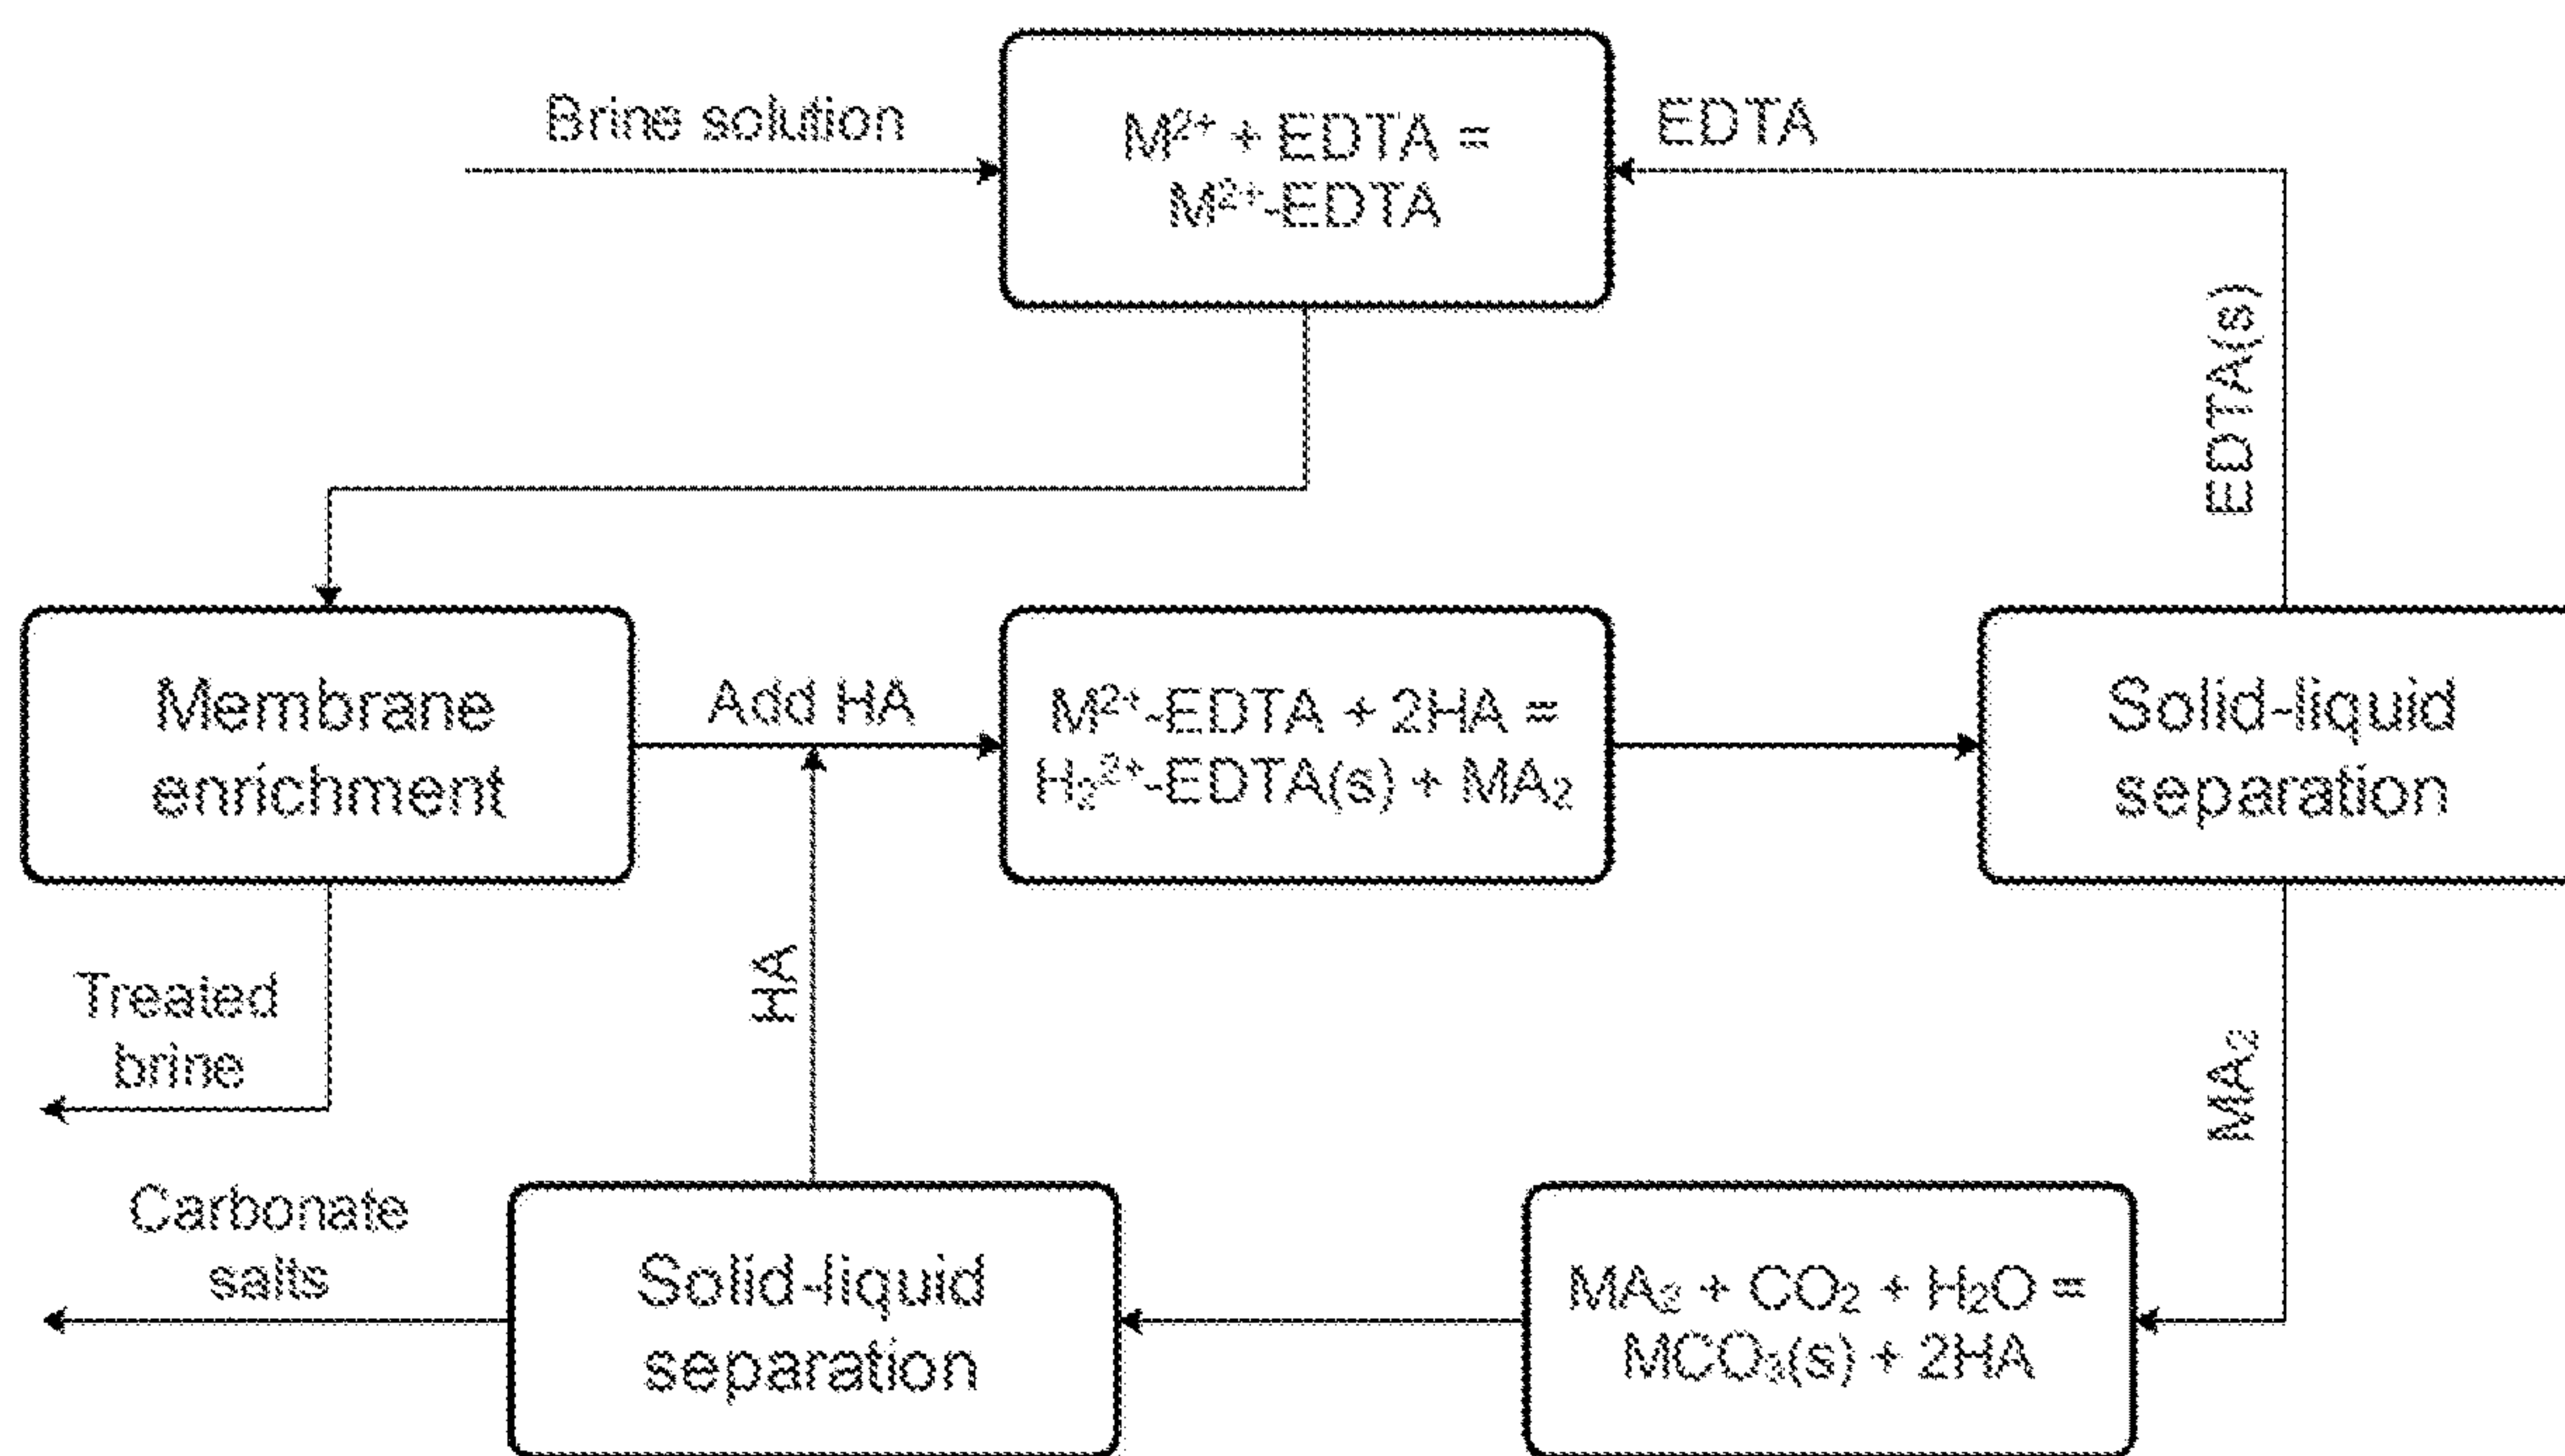 Brine solution
M²⁺ + EDTA =
M²⁺-EDTA
EDTA
EDTA(s)
Membrane
enrichment
Add HA
M²⁺-EDTA + 2HA =
H₂²⁺-EDTA(s) + MA₂
Solid-liquid
separation
Treated
brine
HA
MA₂
Carbonate
salts
Solid-liquid
separation
MA₂ + CO₂ + H₂O =
MCO₃(s) + 2HA